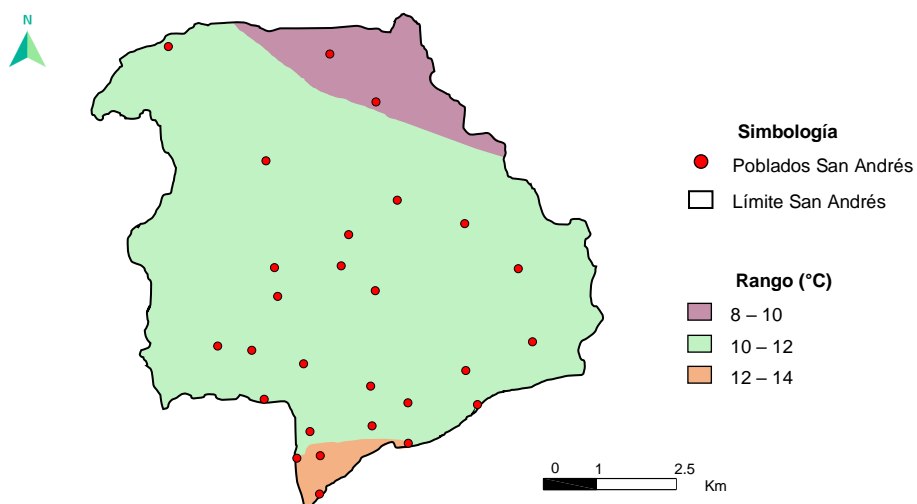 N
Simbología
Poblados San Andrés
Límite San Andrés
Rango (°C)
8 – 10
10 – 12
12 – 14
0 1 2.5
Km